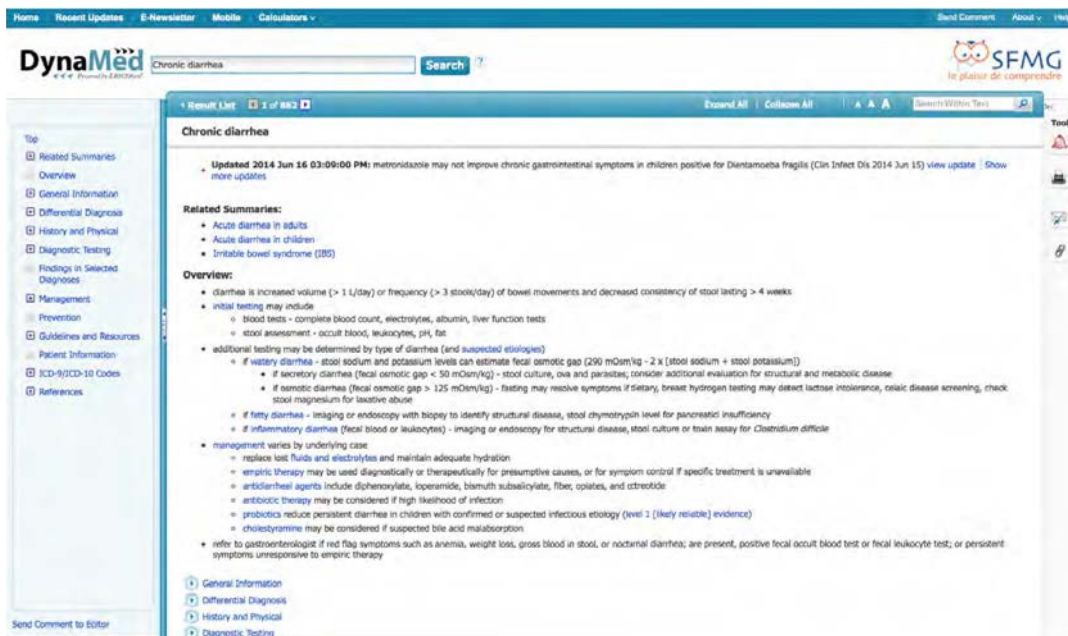 Home Recent Updates E-Newsletter Mobile Calculators
Send Comment About Help
DynaMed
Powered by EBSCOhost
Chronic diarrhea
Search ?
SFMG
le plaisir de comprendre
Result List 1 of 882
Expand All | Collapse All A A A Search Within Text
Tool
Top
Related Summaries
Overview
General Information
Differential Diagnosis
History and Physical
Diagnostic Testing
Findings in Selected
Diagnoses
Management
Prevention
Guidelines and Resources
Patient Information
ICD-9/ICD-10 Codes
References
Send Comment to Editor
Chronic diarrhea
Updated 2014 Jun 16 03:09:00 PM: metronidazole may not improve chronic gastrointestinal symptoms in children positive for Dientamoeba fragilis (Clin Infect Dis 2014 Jun 15) view update | Show
more updates
Related Summaries:
• Acute diarrhea in adults
• Acute diarrhea in children
• Irritable bowel syndrome (IBS)
Overview:
• diarrhea is increased volume (> 1 L/day) or frequency (> 3 stools/day) of bowel movements and decreased consistency of stool lasting > 4 weeks
• initial testing may include
blood tests - complete blood count, electrolytes, albumin, liver function tests
stool assessment - occult blood, leukocytes, pH, fat
• additional testing may be determined by type of diarrhea (and suspected etiologies)
if watery diarrhea - stool sodium and potassium levels can estimate fecal osmotic gap (290 mOsm/kg - 2 x [stool sodium + stool potassium])
• if secretory diarrhea (fecal osmotic gap < 50 mOsm/kg) - stool culture, ova and parasites; consider additional evaluation for structural and metabolic disease
• if osmotic diarrhea (fecal osmotic gap > 125 mOsm/kg) - fasting may resolve symptoms if dietary, breast hydrogen testing may detect lactose intolerance, celaic disease screening, check
stool magnesium for laxative abuse
if fatty diarrhea - imaging or endoscopy with biopsy to identify structural disease, stool chymotrypin level for pancreatic insufficiency
if inflammatory diarrhea (fecal blood or leukocytes) - imaging or endoscopy for structural disease, stool culture or toxin assay for Clostridium difficile
• management varies by underlying case
replace lost fluids and electrolytes and maintain adequate hydration
empiric therapy may be used diagnostically or therapeutically for presumptive causes, or for symptom control if specific treatment is unavailable
antidiarrheal agents include diphenoxylate, loperamide, bismuth subsalicylate, fiber, opiates, and octreotide
antibiotic therapy may be considered if high likelihood of infection
probiotics reduce persistent diarrhea in children with confirmed or suspected infectious etiology (level 1 [likely reliable] evidence)
cholestyramine may be considered if suspected bile acid malabsorption
• refer to gastroenterologist if red flag symptoms such as anemia, weight loss, gross blood in stool, or noctırnal diarrhea; are present, positive fecal occult blood test or fecal leukocyte test; or persistent
symptoms unresponsive to empiric therapy
General Information
Differential Diagnosis
History and Physical
Diagnostic Testing